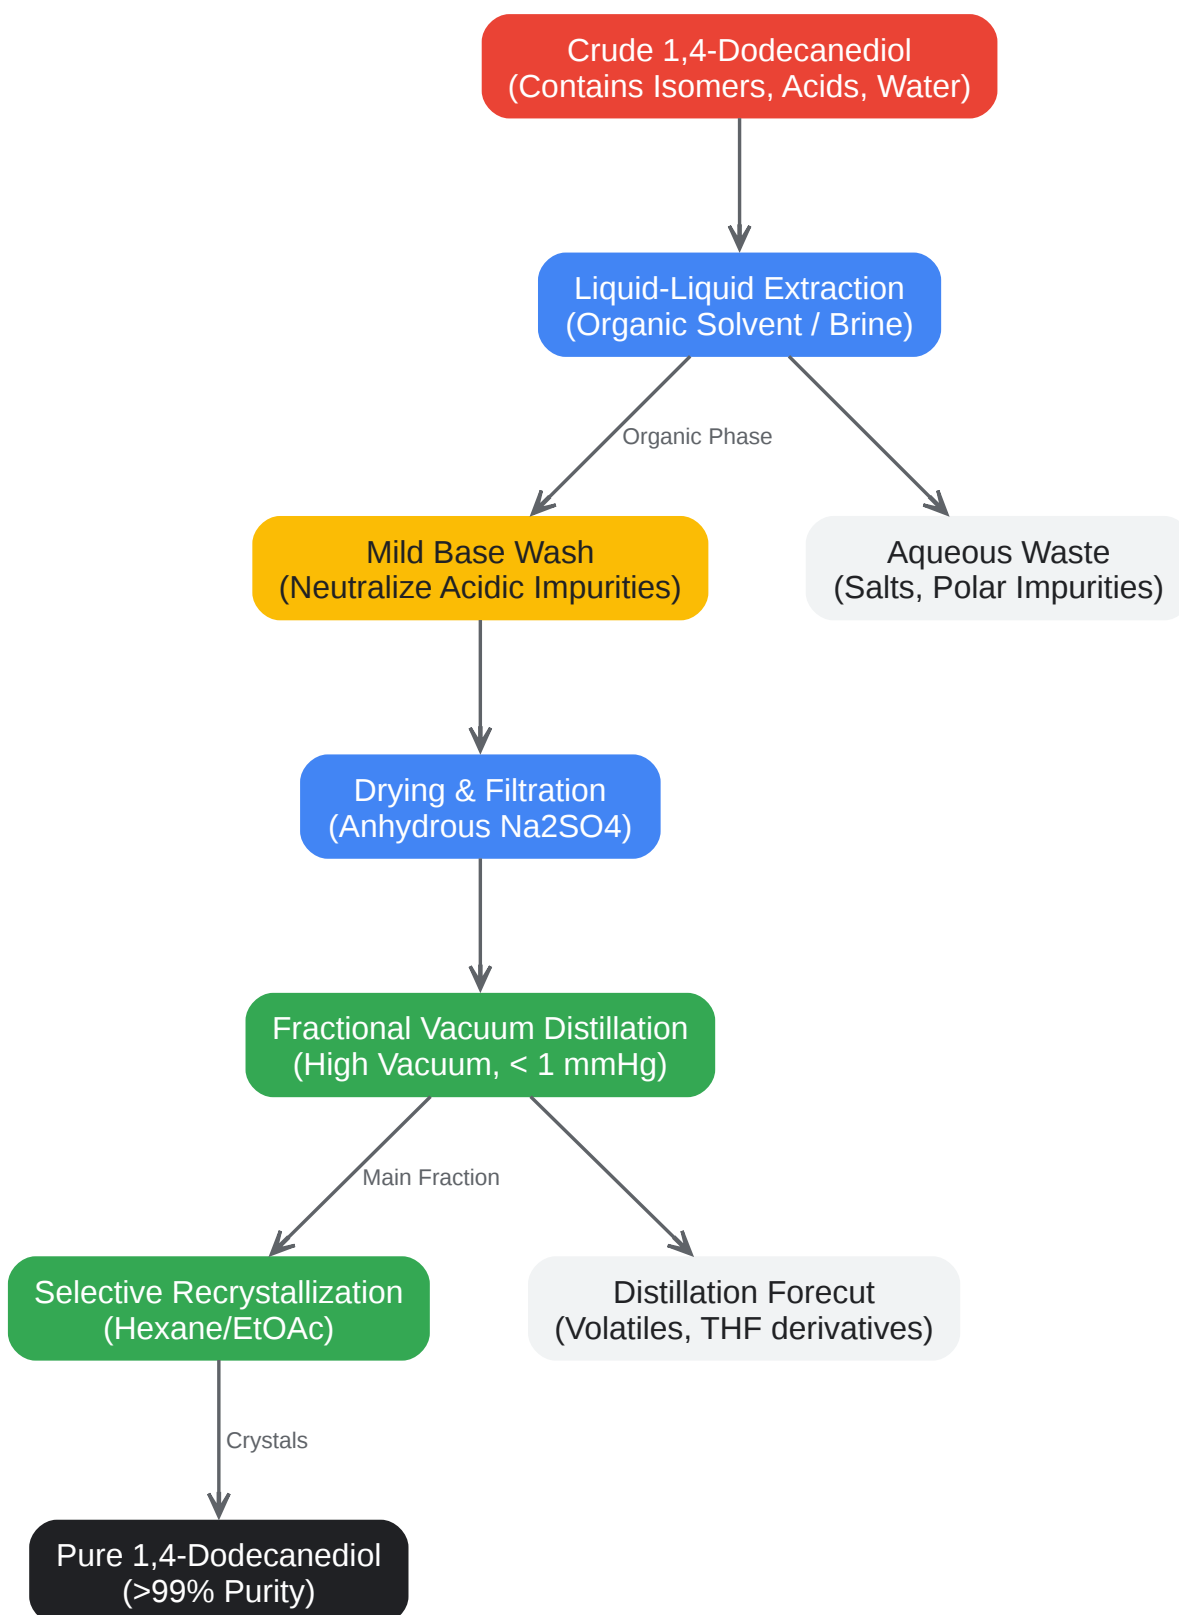 Crude 1,4-Dodecanediol
(Contains Isomers, Acids, Water)
Liquid-Liquid Extraction
(Organic Solvent / Brine)
Organic Phase
Mild Base Wash
(Neutralize Acidic Impurities)
Aqueous Waste
(Salts, Polar Impurities)
Drying & Filtration
(Anhydrous Na2SO4)
Fractional Vacuum Distillation
(High Vacuum, < 1 mmHg)
Main Fraction
Selective Recrystallization
(Hexane/EtOAc)
Distillation Forecut
(Volatiles, THF derivatives)
Crystals
Pure 1,4-Dodecanediol
(>99% Purity)